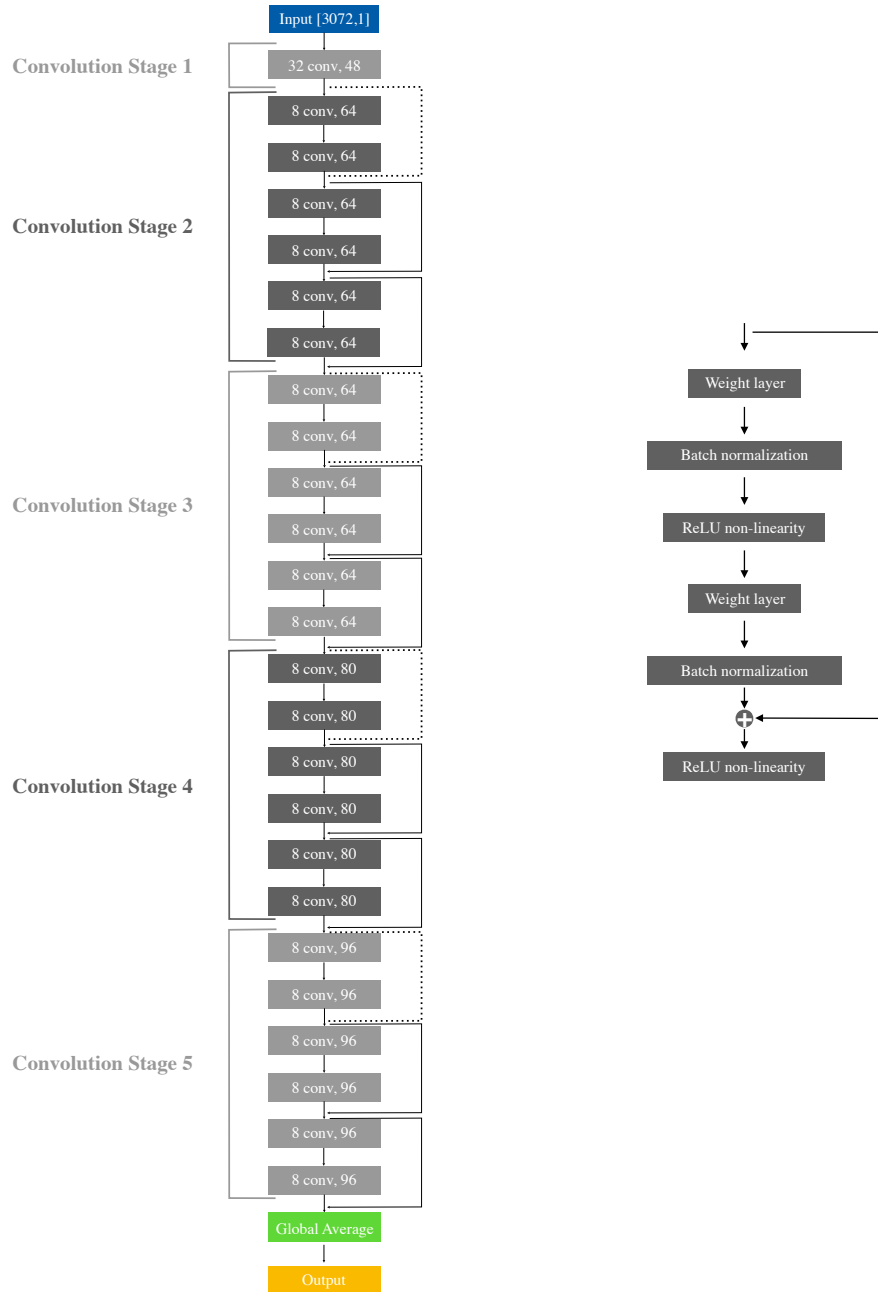 Input [3072,1]
Convolution Stage 1
32 conv, 48
8 conv, 64
8 conv, 64
Convolution Stage 2
8 conv, 64
8 conv, 64
8 conv, 64
8 conv, 64
8 conv, 64
8 conv, 64
Convolution Stage 3
8 conv, 64
8 conv, 64
8 conv, 64
8 conv, 64
Convolution Stage 4
8 conv, 80
8 conv, 80
8 conv, 80
8 conv, 80
8 conv, 80
8 conv, 80
Convolution Stage 5
8 conv, 96
8 conv, 96
8 conv, 96
8 conv, 96
8 conv, 96
8 conv, 96
Global Average
Output
Weight layer
Batch normalization
ReLU non-linearity
Weight layer
Batch normalization
ReLU non-linearity